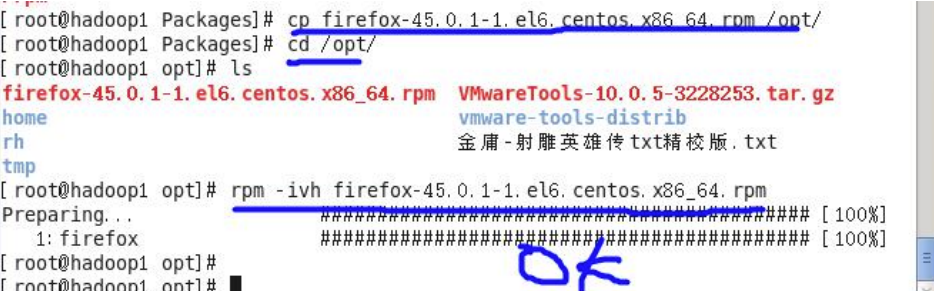 [root@hadoop1 Packages]# cp firefox-45.0.1-1.el6.centos.x86_64.rpm /opt/
[root@hadoop1 Packages]# cd /opt/
[root@hadoop1 opt]# ls
firefox-45.0.1-1.el6.centos.x86_64.rpm VMwareTools-10.0.5-3228253.tar.gz
home vmware-tools-distrib
rh 金庸-射雕英雄传txt精校版.txt
tmp
[root@hadoop1 opt]# rpm -ivh firefox-45.0.1-1.el6.centos.x86_64.rpm
Preparing... ########################################### [100%]
1:firefox ########################################### [100%]
[root@hadoop1 opt]#
[root@hadoop1 opt]#
OK